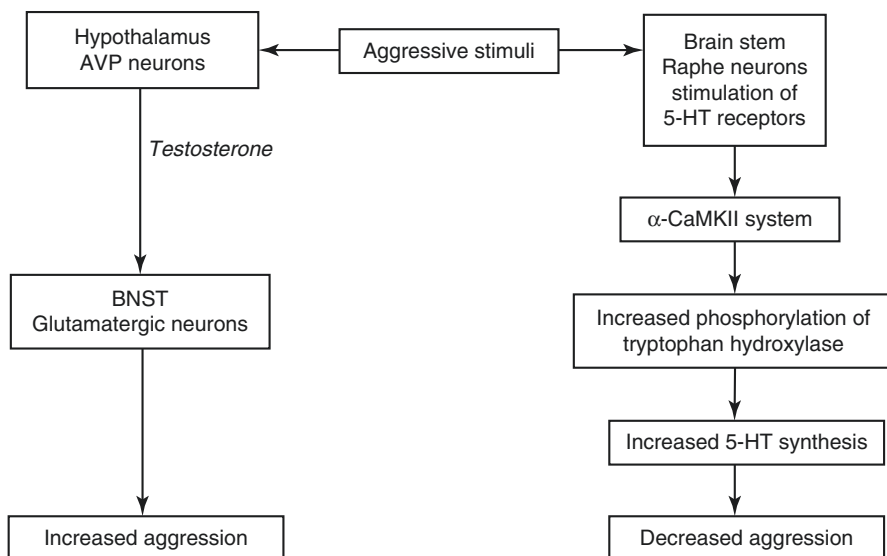 Hypothalamus
AVP neurons
Aggressive stimuli
Brain stem
Raphe neurons
stimulation of
5-HT receptors
Testosterone
α-CaMKII system
BNST
Glutamatergic neurons
Increased phosphorylation of
tryptophan hydroxylase
Increased 5-HT synthesis
Increased aggression
Decreased aggression